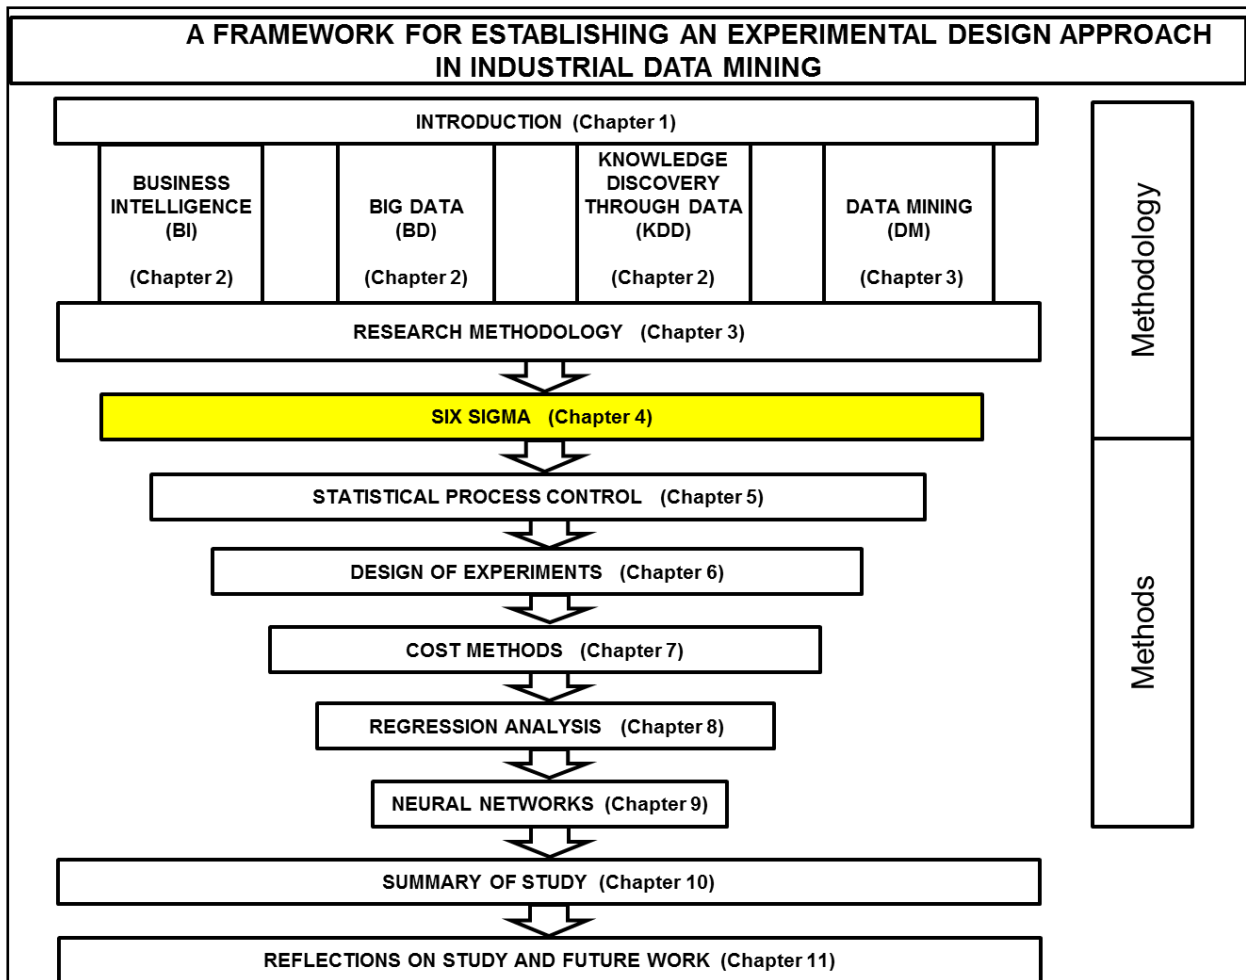 A FRAMEWORK FOR ESTABLISHING AN EXPERIMENTAL DESIGN APPROACH
IN INDUSTRIAL DATA MINING
INTRODUCTION (Chapter 1)
BUSINESS
INTELLIGENCE
(BI)
(Chapter 2)
BIG DATA
(BD)
(Chapter 2)
KNOWLEDGE
DISCOVERY
THROUGH DATA
(KDD)
(Chapter 2)
DATA MINING
(DM)
(Chapter 3)
RESEARCH METHODOLOGY (Chapter 3)
Methodology
SIX SIGMA (Chapter 4)
STATISTICAL PROCESS CONTROL (Chapter 5)
DESIGN OF EXPERIMENTS (Chapter 6)
COST METHODS (Chapter 7)
REGRESSION ANALYSIS (Chapter 8)
NEURAL NETWORKS (Chapter 9)
Methods
SUMMARY OF STUDY (Chapter 10)
REFLECTIONS ON STUDY AND FUTURE WORK (Chapter 11)